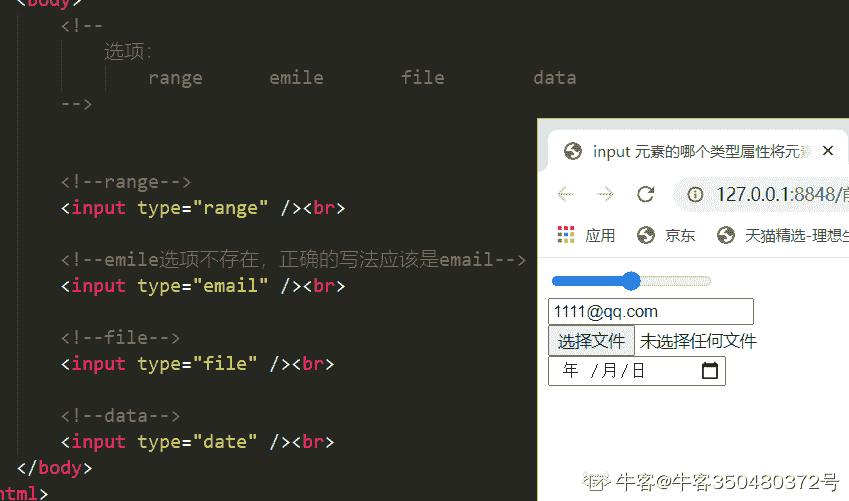 <body>
<!--
选项:
range emile file data
-->
<!--range-->
<input type="range" /><br>
<!--emile选项不存在，正确的写法应该是email-->
<input type="email" /><br>
<!--file-->
<input type="file" /><br>
<!--data-->
<input type="date" /><br>
</body>
html>
input 元素的哪个类型属性将元
127.0.0.1:8848/前
应用 京东 天猫精选-理想生
1111@qq.com
选择文件 未选择任何文件
年 /月/日
牛客@牛客350480372号